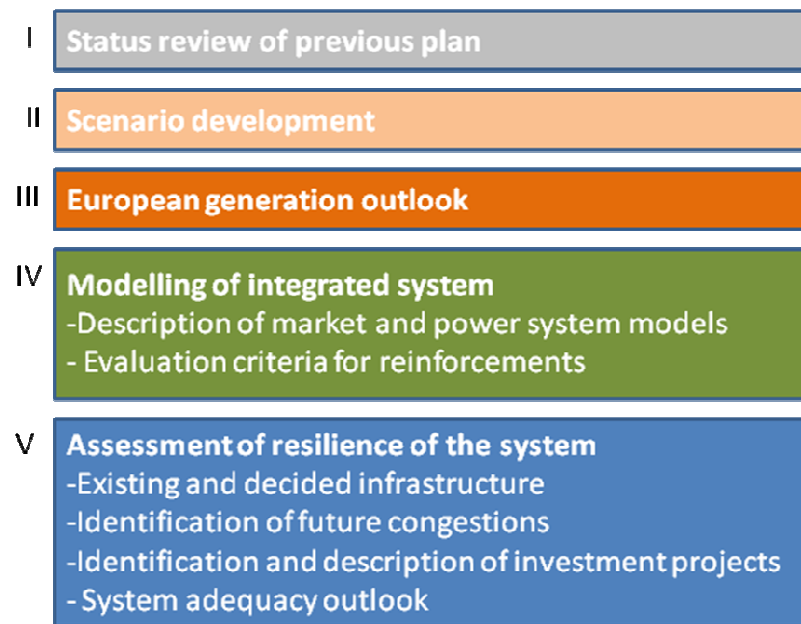 I Status review of previous plan
II Scenario development
III European generation outlook
IV Modelling of integrated system
-Description of market and power system models
- Evaluation criteria for reinforcements
V Assessment of resilience of the system
-Existing and decided infrastructure
-Identification of future congestions
-Identification and description of investment projects
- System adequacy outlook